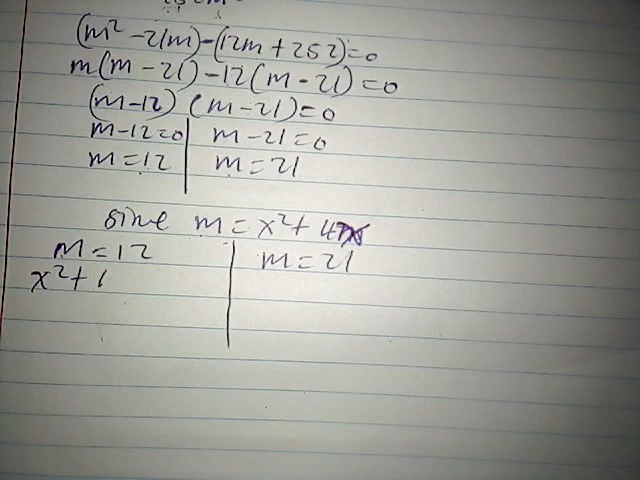 (m² - 21m) - (12m + 252) = 0
m(m - 21) - 12(m - 21) = 0
(m - 12) (m - 21) = 0
m - 12 = 0 | m - 21 = 0
m = 12 | m = 21
sine m = x² + 4x
m = 12 | m = 21
x² + 1